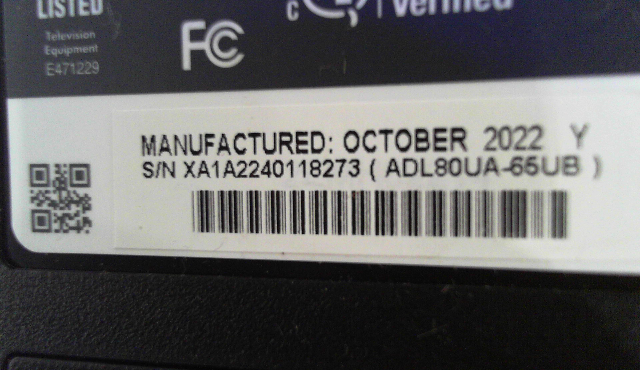 LISTED
Television
Equipment
E471229
FC
C
Verified
MANUFACTURED: OCTOBER 2022 Y
S/N XA1A2240118273 ( ADL80UA-65UB )